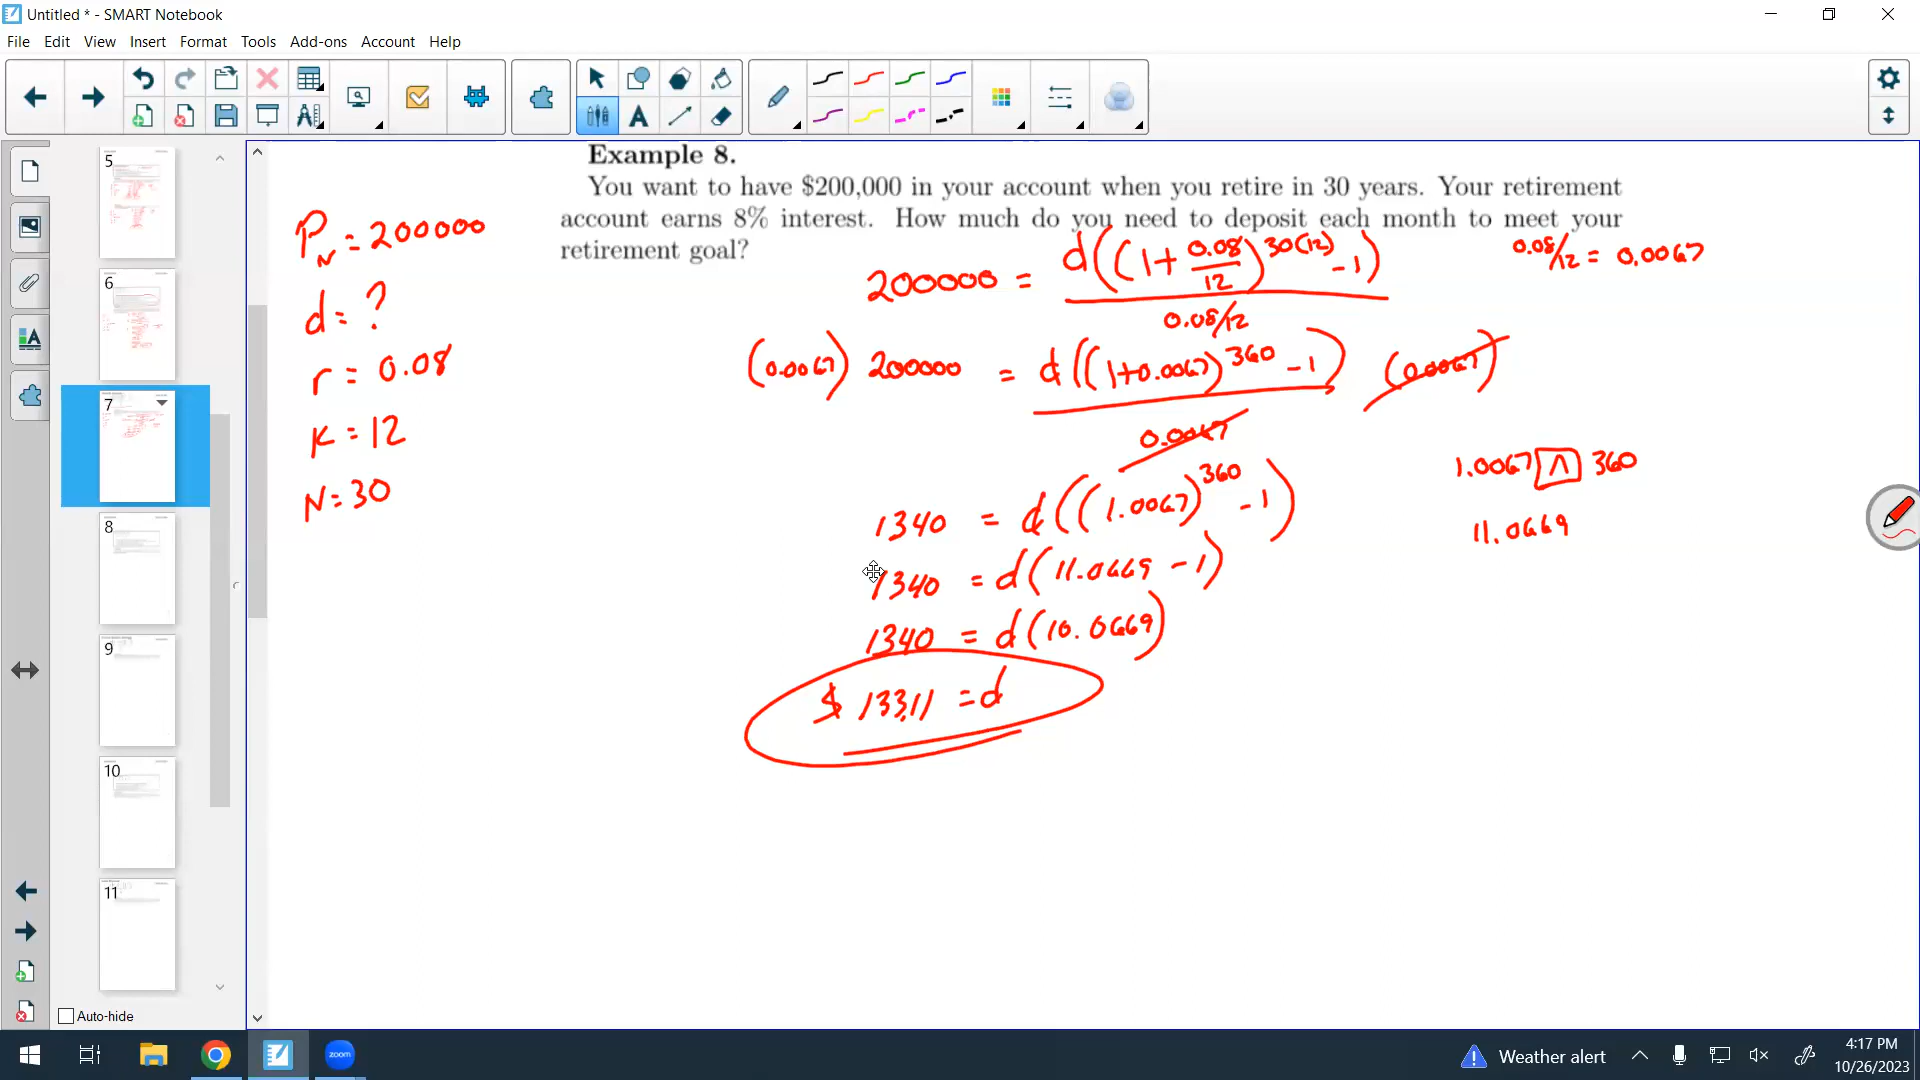 Untitled * - SMART Notebook
File Edit View Insert Format Tools Add-ons Account Help
Example 8.
You want to have $200,000 in your account when you retire in 30 years. Your retirement
account earns 8% interest. How much do you need to deposit each month to meet your
retirement goal?
P_N = 200000
d = ?
r = 0.08
K = 12
N = 30
200000 = d((1+0.08/12)^30(12) -1)
0.08/12
0.08/12 = 0.0067
(0.0067) 200000 = d((1+0.0067)^360 -1) (0.0067)
0.0067
1340 = d((1.0067)^360 -1)
1.0067 ^ 360
11.0669
1340 = d(11.0669 -1)
1340 = d(10.0669)
$ 133.11 = d
5
6
7
8
9
10
11
Auto-hide
zoom
Weather alert
4:17 PM
10/26/2023